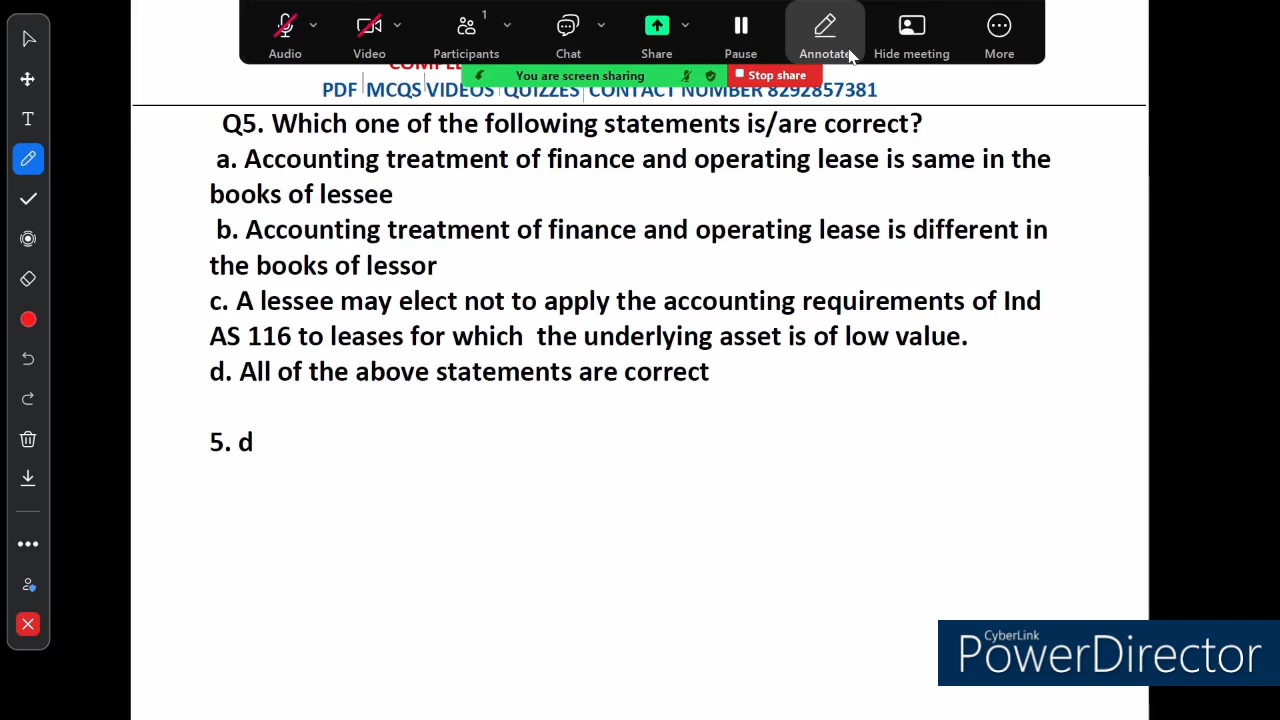 1
Audio Video Participants Chat Share Pause Annotate Hide meeting More
You are screen sharing Stop share
PDF MCQS VIDEOS QUIZZES CONTACT NUMBER 8292857381
Q5. Which one of the following statements is/are correct?
a. Accounting treatment of finance and operating lease is same in the
books of lessee
b. Accounting treatment of finance and operating lease is different in
the books of lessor
c. A lessee may elect not to apply the accounting requirements of Ind
AS 116 to leases for which the underlying asset is of low value.
d. All of the above statements are correct
5. d
CyberLink
PowerDirector